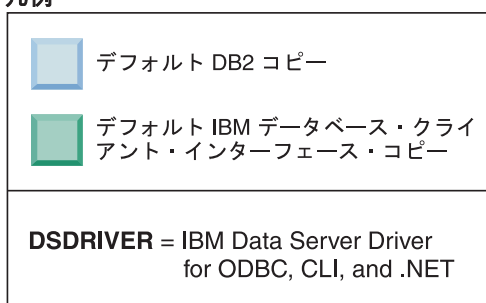 凡例
デフォルト DB2 コピー
デフォルト IBM データベース・クライ
アント・インターフェース・コピー
DSDRIVER = IBM Data Server Driver
for ODBC, CLI, and .NET